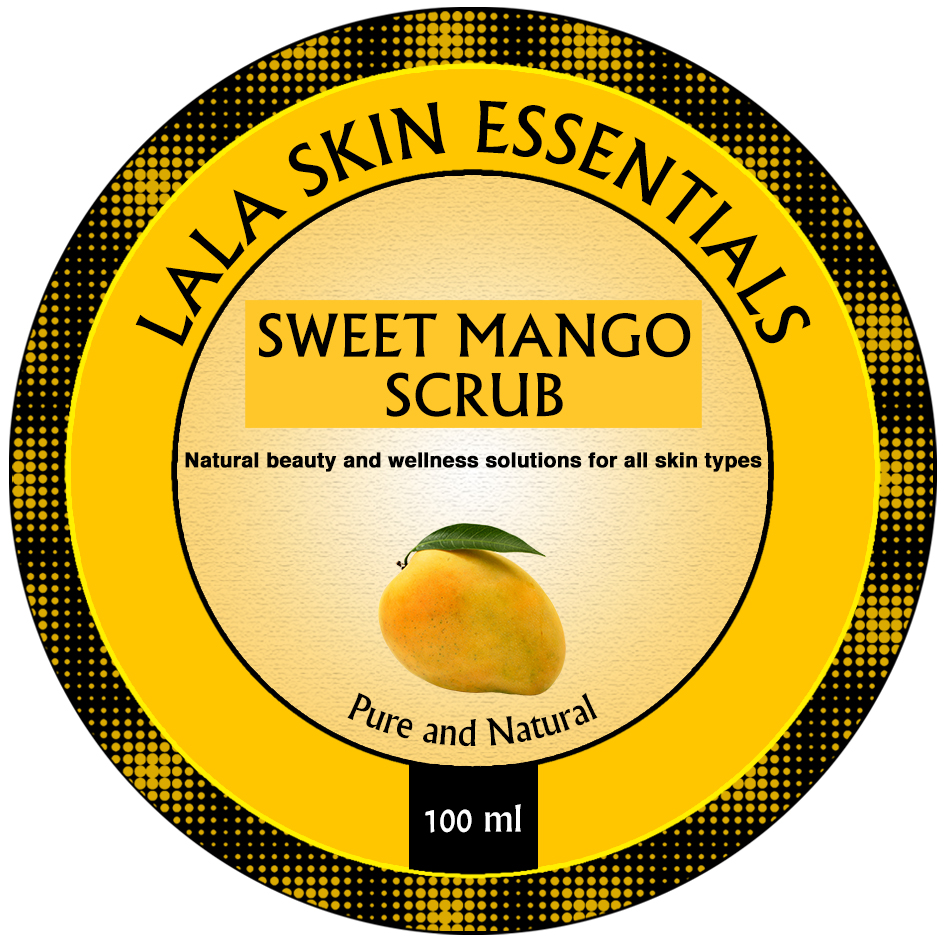 LALA SKIN ESSENTIALS
SWEET MANGO
SCRUB
Natural beauty and wellness solutions for all skin types
Pure and Natural
100 ml